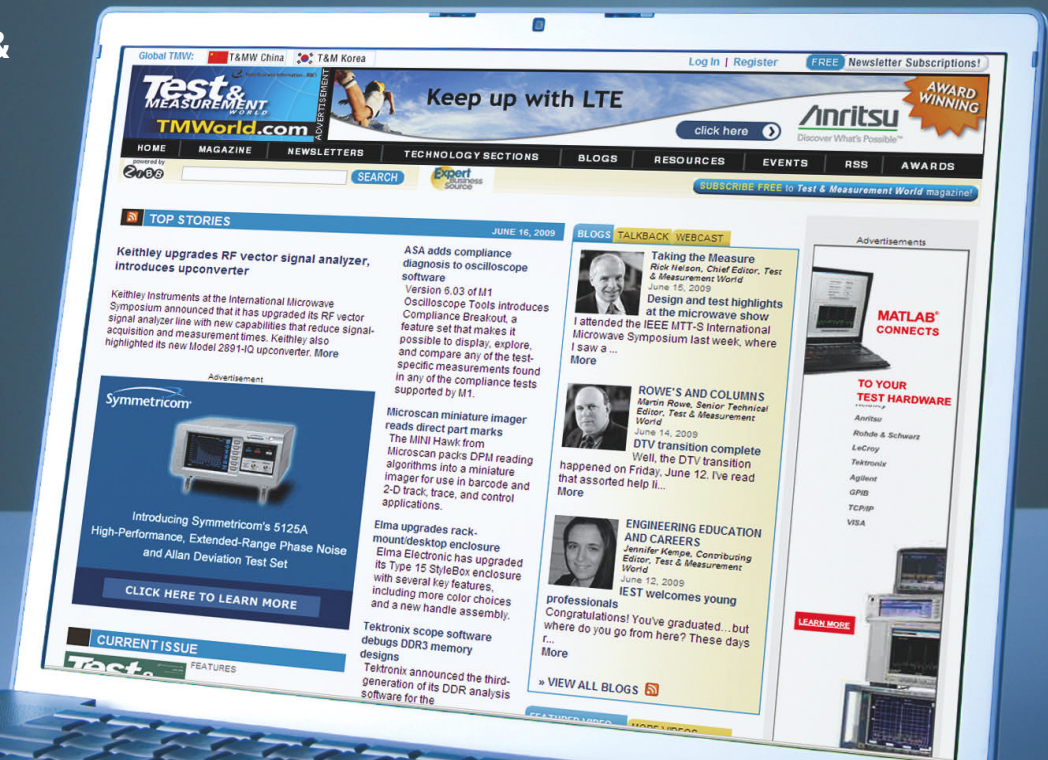 &
Global TMW: T&MW China T&M Korea
Log In | Register
FREE Newsletter Subscriptions!
Test&
MEASUREMENT
WORLD
TMWorld.com
ADVERTISEMENT
Keep up with LTE
click here
Anritsu
Discover What's Possible™
AWARD
WINNING
HOME MAGAZINE NEWSLETTERS TECHNOLOGY SECTIONS BLOGS RESOURCES EVENTS RSS AWARDS
powered by
SEARCH
Expert
Business
source
SUBSCRIBE FREE to Test & Measurement World magazine!
TOP STORIES
JUNE 16, 2009
Keithley upgrades RF vector signal analyzer,
introduces upconverter
Keithley Instruments at the International Microwave
Symposium announced that it has upgraded its RF vector
signal analyzer line with new capabilities that reduce signal-
acquisition and measurement times. Keithley also
highlighted its new Model 2891-IQ upconverter. More
Advertisement
Symmetricom
Introducing Symmetricom's 5125A
High-Performance, Extended-Range Phase Noise
and Allan Deviation Test Set
CLICK HERE TO LEARN MORE
CURRENT ISSUE
Test&
FEATURES
ASA adds compliance
diagnosis to oscilloscope
software
Version 6.03 of M1
Oscilloscope Tools introduces
Compliance Breakout, a
feature set that makes it
possible to display, explore,
and compare any of the test-
specific measurements found
in any of the compliance tests
supported by M1.
Microscan miniature imager
reads direct part marks
The MINI Hawk from
Microscan packs DPM reading
algorithms into a miniature
imager for use in barcode and
2-D track, trace, and control
applications.
Elma upgrades rack-
mount/desktop enclosure
Elma Electronic has upgraded
its Type 15 StyleBox enclosure
with several key features,
including more color choices
and a new handle assembly.
Tektronix scope software
debugs DDR3 memory
designs
Tektronix announced the third-
generation of its DDR analysis
software for the
BLOGS TALKBACK WEBCAST
Taking the Measure
Rick Nelson, Chief Editor, Test
& Measurement World
June 15, 2009
Design and test highlights
at the microwave show
I attended the IEEE MTT-S International
Microwave Symposium last week, where
I saw a ...
More
ROWE'S AND COLUMNS
Martin Rowe, Senior Technical
Editor, Test & Measurement
World
June 14, 2009
DTV transition complete
Well, the DTV transition
happened on Friday, June 12. I've read
that assorted help li...
More
ENGINEERING EDUCATION
AND CAREERS
Jennifer Kempe, Contributing
Editor, Test & Measurement
World
June 12, 2009
IEST welcomes young
professionals
Congratulations! You've graduated...but
where do you go from here? These days
r...
More
» VIEW ALL BLOGS
FEATURED VIDEO MORE VIDEOS
Advertisements
MATLAB®
CONNECTS
TO YOUR
TEST HARDWARE
Anritsu
Rohde & Schwarz
LeCroy
Tektronix
Agilent
GPIB
TCP/IP
VISA
LEARN MORE